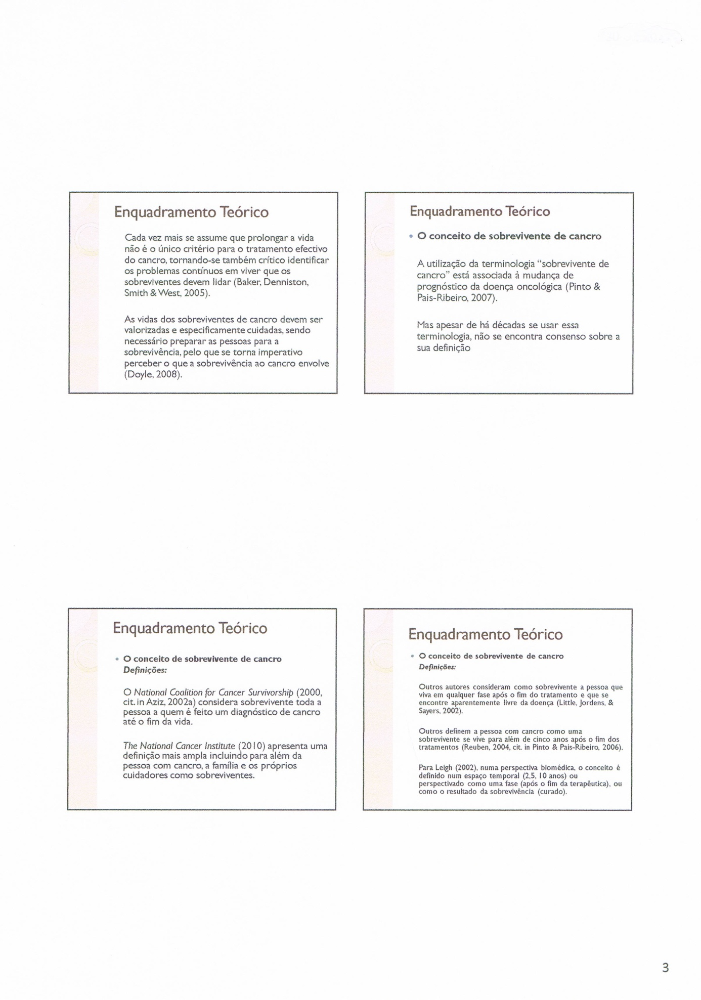 Enquadramento Teórico
Cada vez mais se assume que prolongar a vida
não é o único critério para o tratamento efectivo
do cancro, tornando-se também crítico identificar
os problemas contínuos em viver que os
sobreviventes devem lidar (Baker, Denniston,
Smith & West, 2005).
As vidas dos sobreviventes de cancro devem ser
valorizadas e especificamente cuidadas, sendo
necessário preparar as pessoas para a
sobrevivência, pelo que se torna imperativo
perceber o que a sobrevivência ao cancro envolve
(Doyle, 2008).
Enquadramento Teórico
• O conceito de sobrevivente de cancro
A utilização da terminologia “sobrevivente de
cancro” está associada à mudança de
prognóstico da doença oncológica (Pinto &
Pais-Ribeiro, 2007).
Mas apesar de há décadas se usar essa
terminologia, não se encontra consenso sobre a
sua definição
Enquadramento Teórico
• O conceito de sobrevivente de cancro
Definições:
O National Coalition for Cancer Survivorship (2000,
cit. in Aziz, 2002a) considera sobrevivente toda a
pessoa a quem é feito um diagnóstico de cancro
até o fim da vida.
The National Cancer Institute (2010) apresenta uma
definição mais ampla incluindo para além da
pessoa com cancro, a família e os próprios
cuidadores como sobreviventes.
Enquadramento Teórico
• O conceito de sobrevivente de cancro
Definições:
Outros autores consideram como sobrevivente a pessoa que
viva em qualquer fase após o fim do tratamento e que se
encontre aparentemente livre da doença (Little, Jordens, &
Sayers, 2002).
Outros definem a pessoa com cancro como uma
sobrevivente se vive para além de cinco anos após o fim dos
tratamentos (Reuben, 2004, cit. in Pinto & Pais-Ribeiro, 2006).
Para Leigh (2002), numa perspectiva biomédica, o conceito é
definido num espaço temporal (2,5, 10 anos) ou
perspectivado como uma fase (após o fim da terapêutica), ou
como o resultado da sobrevivência (curado).
3